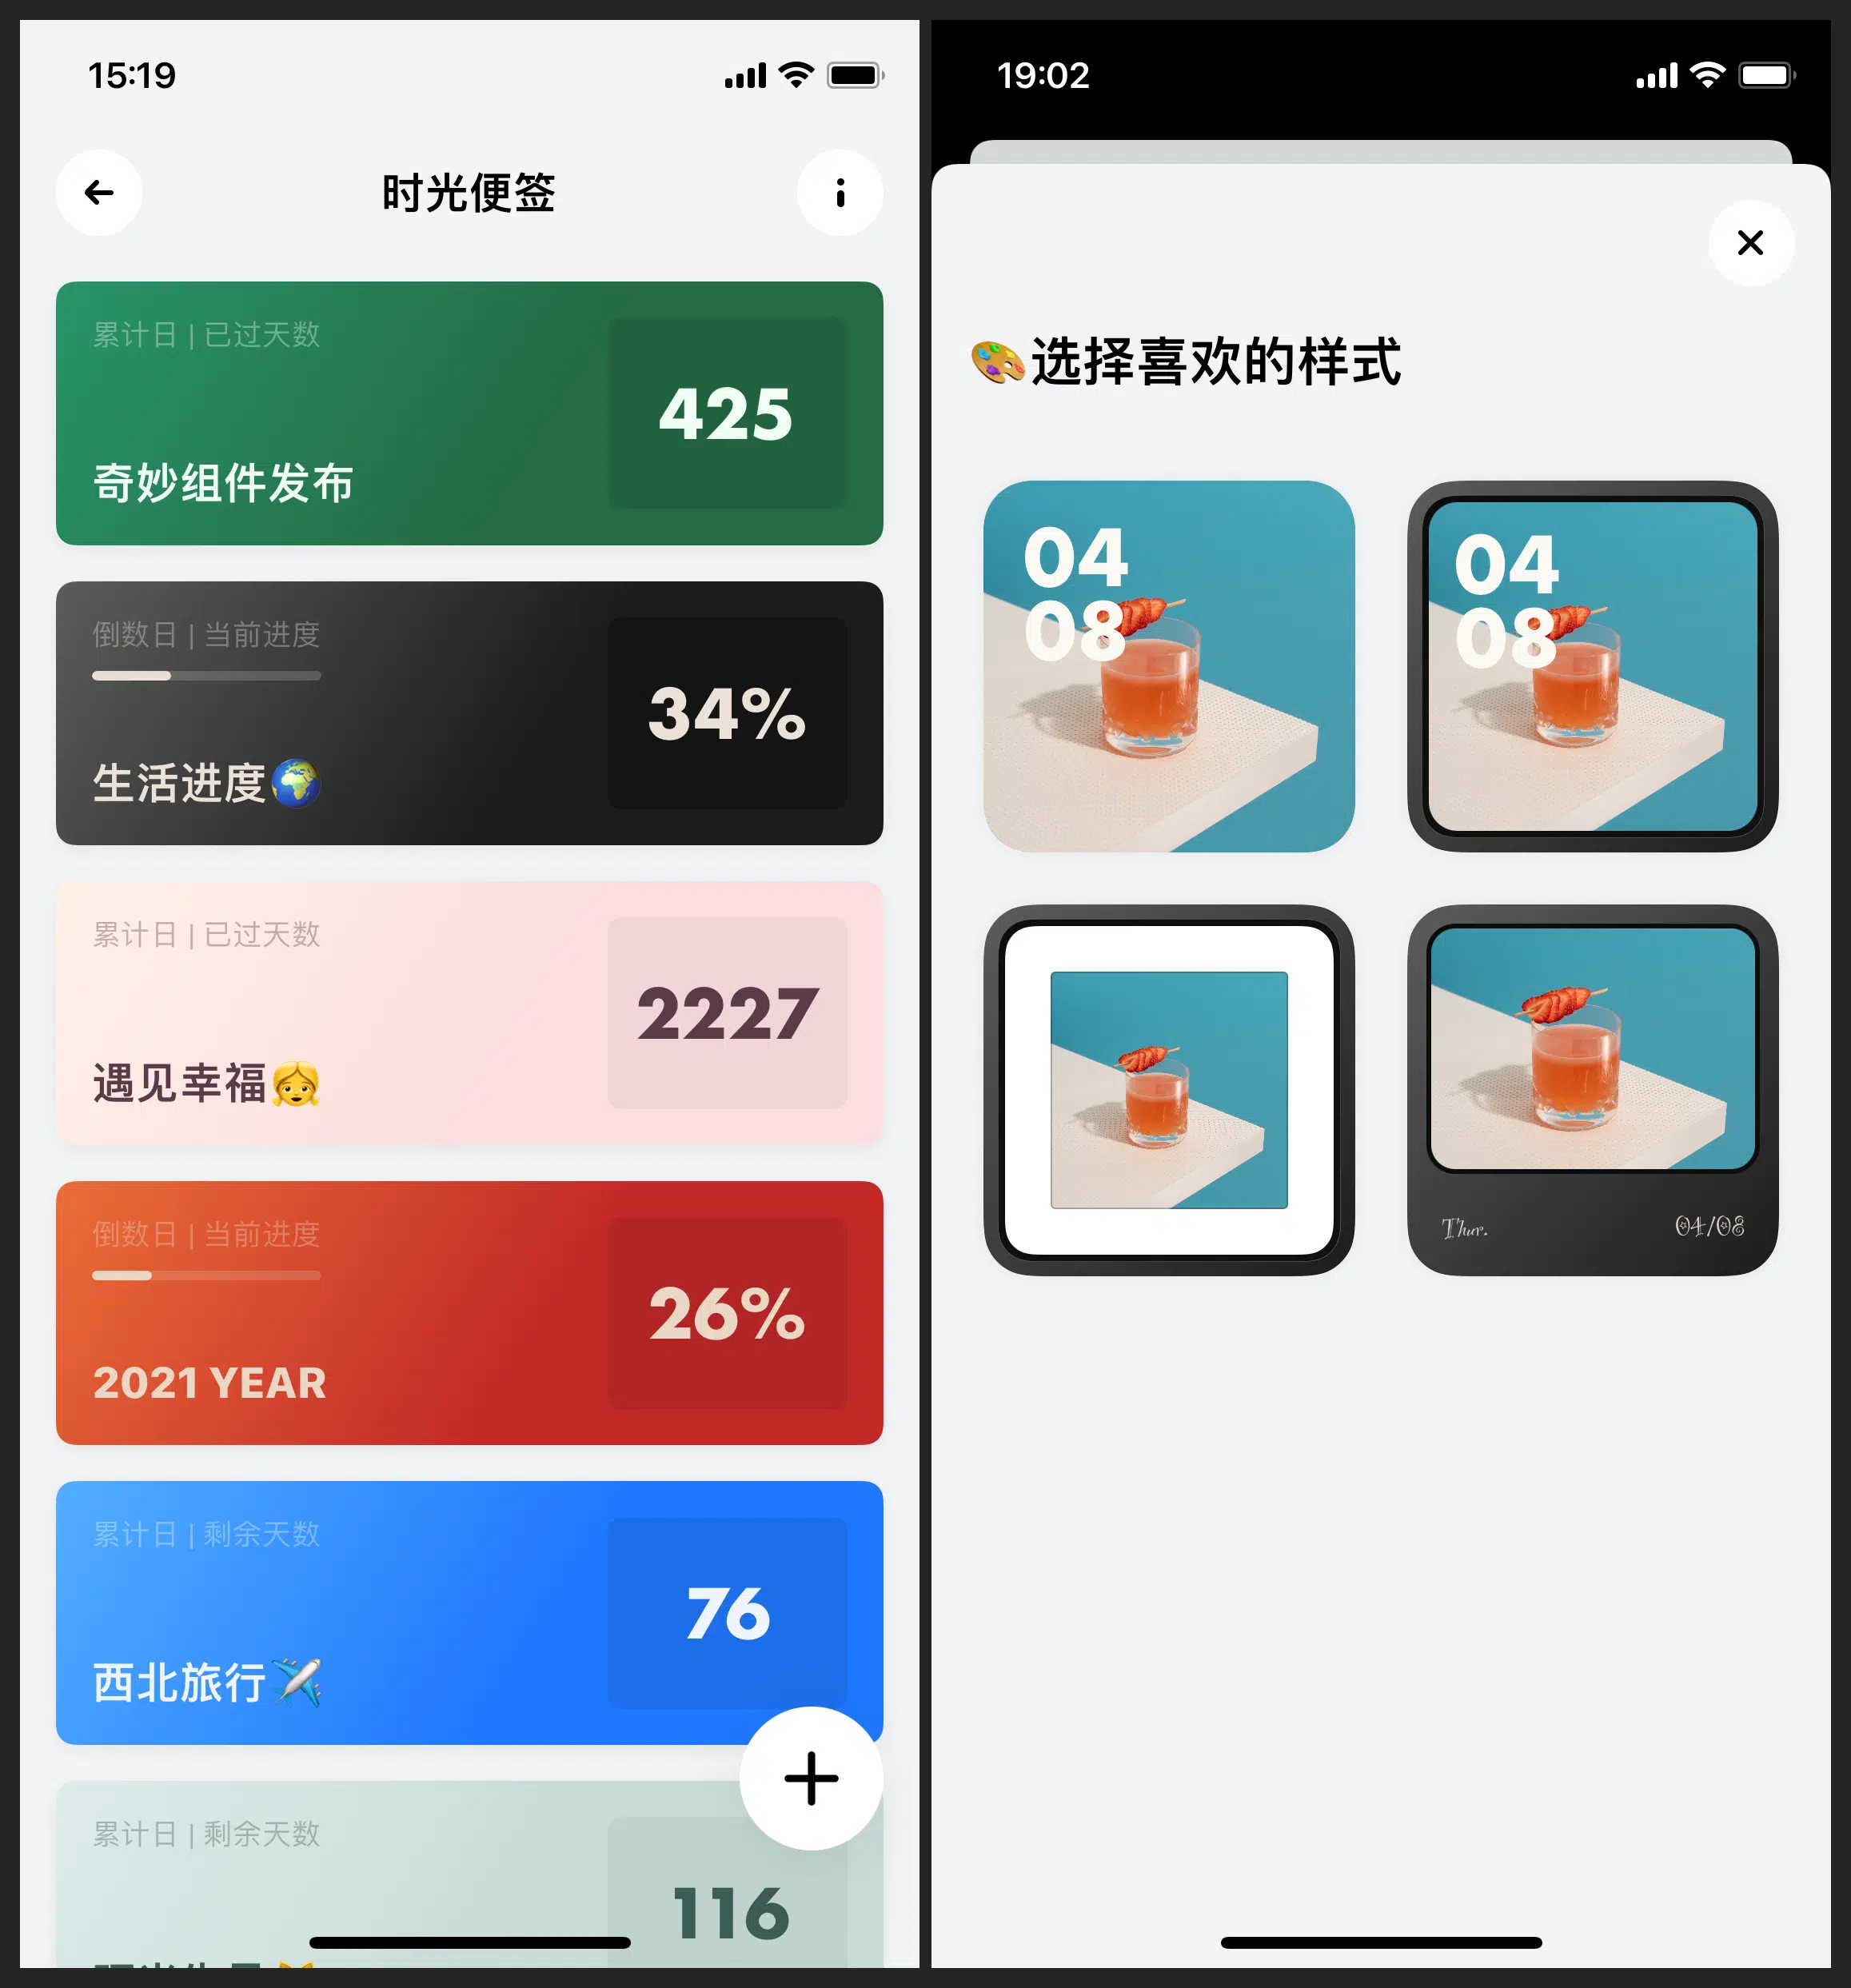 15:19
时光便签
累计日 | 已过天数
425
奇妙组件发布
倒数日 | 当前进度
34%
生活进度🌍
累计日 | 已过天数
2227
遇见幸福👧
倒数日 | 当前进度
26%
2021 YEAR
累计日 | 剩余天数
76
西北旅行✈️
累计日 | 剩余天数
116
19:02
🎨选择喜欢的样式
04
08
04
08
Thur.
04/08